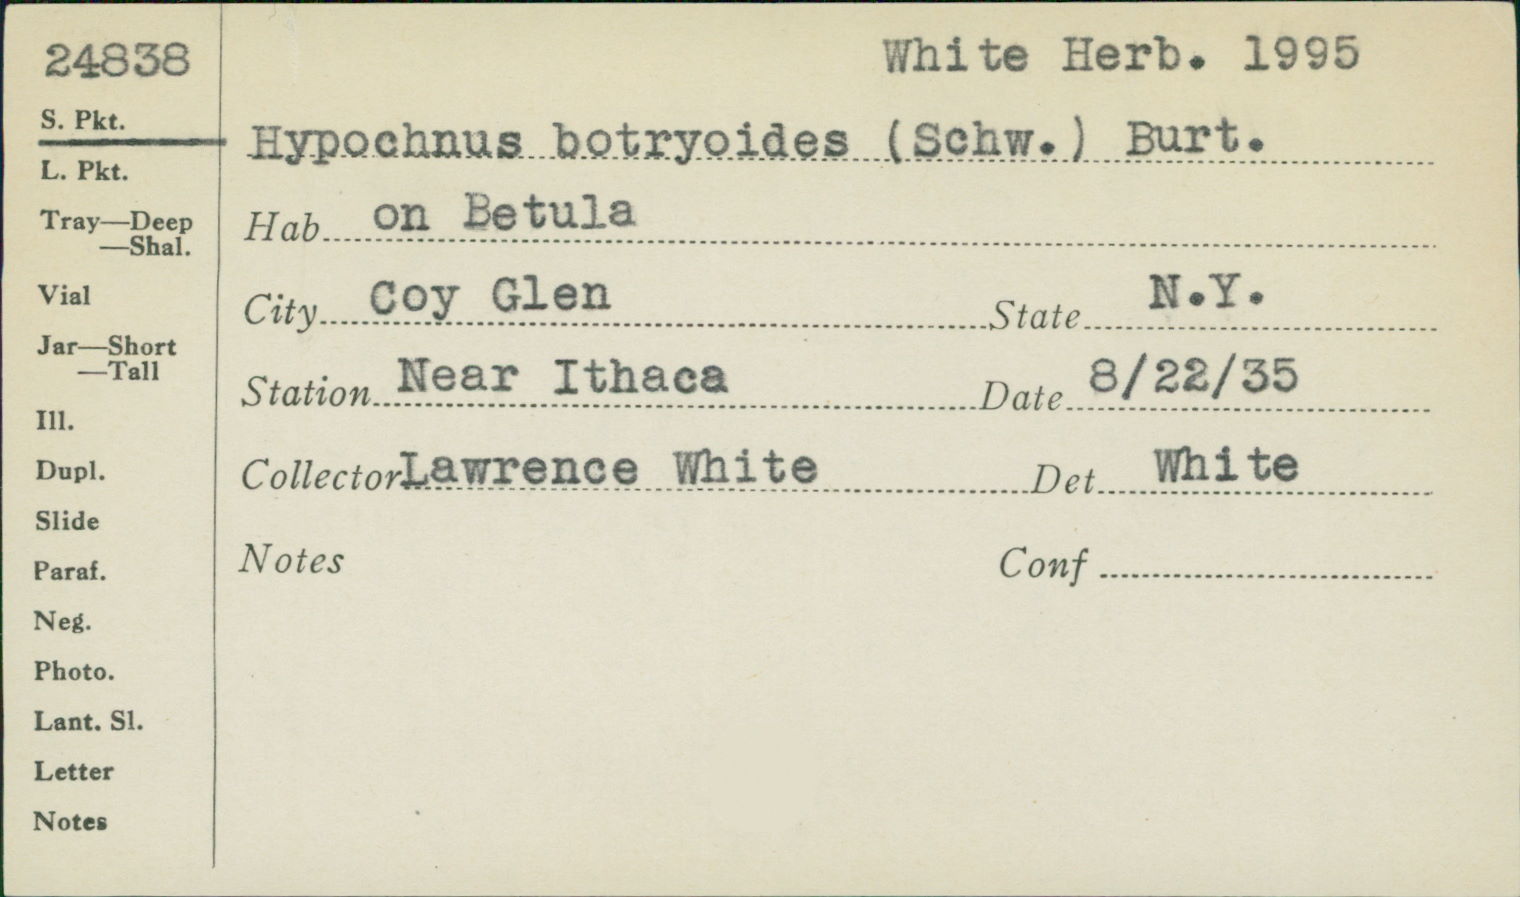 24838
White Herb. 1995
S. Pkt.
Hypochnus botryoides (Schw.) Burt.
L. Pkt.
Tray—Deep
—Shal.
Hab on Betula
Vial
City Coy Glen State N.Y.
Jar—Short
—Tall
Station Near Ithaca Date 8/22/35
Ill.
Dupl.
Collector Lawrence White Det White
Slide
Paraf.
Notes Conf
Neg.
Photo.
Lant. Sl.
Letter
Notes